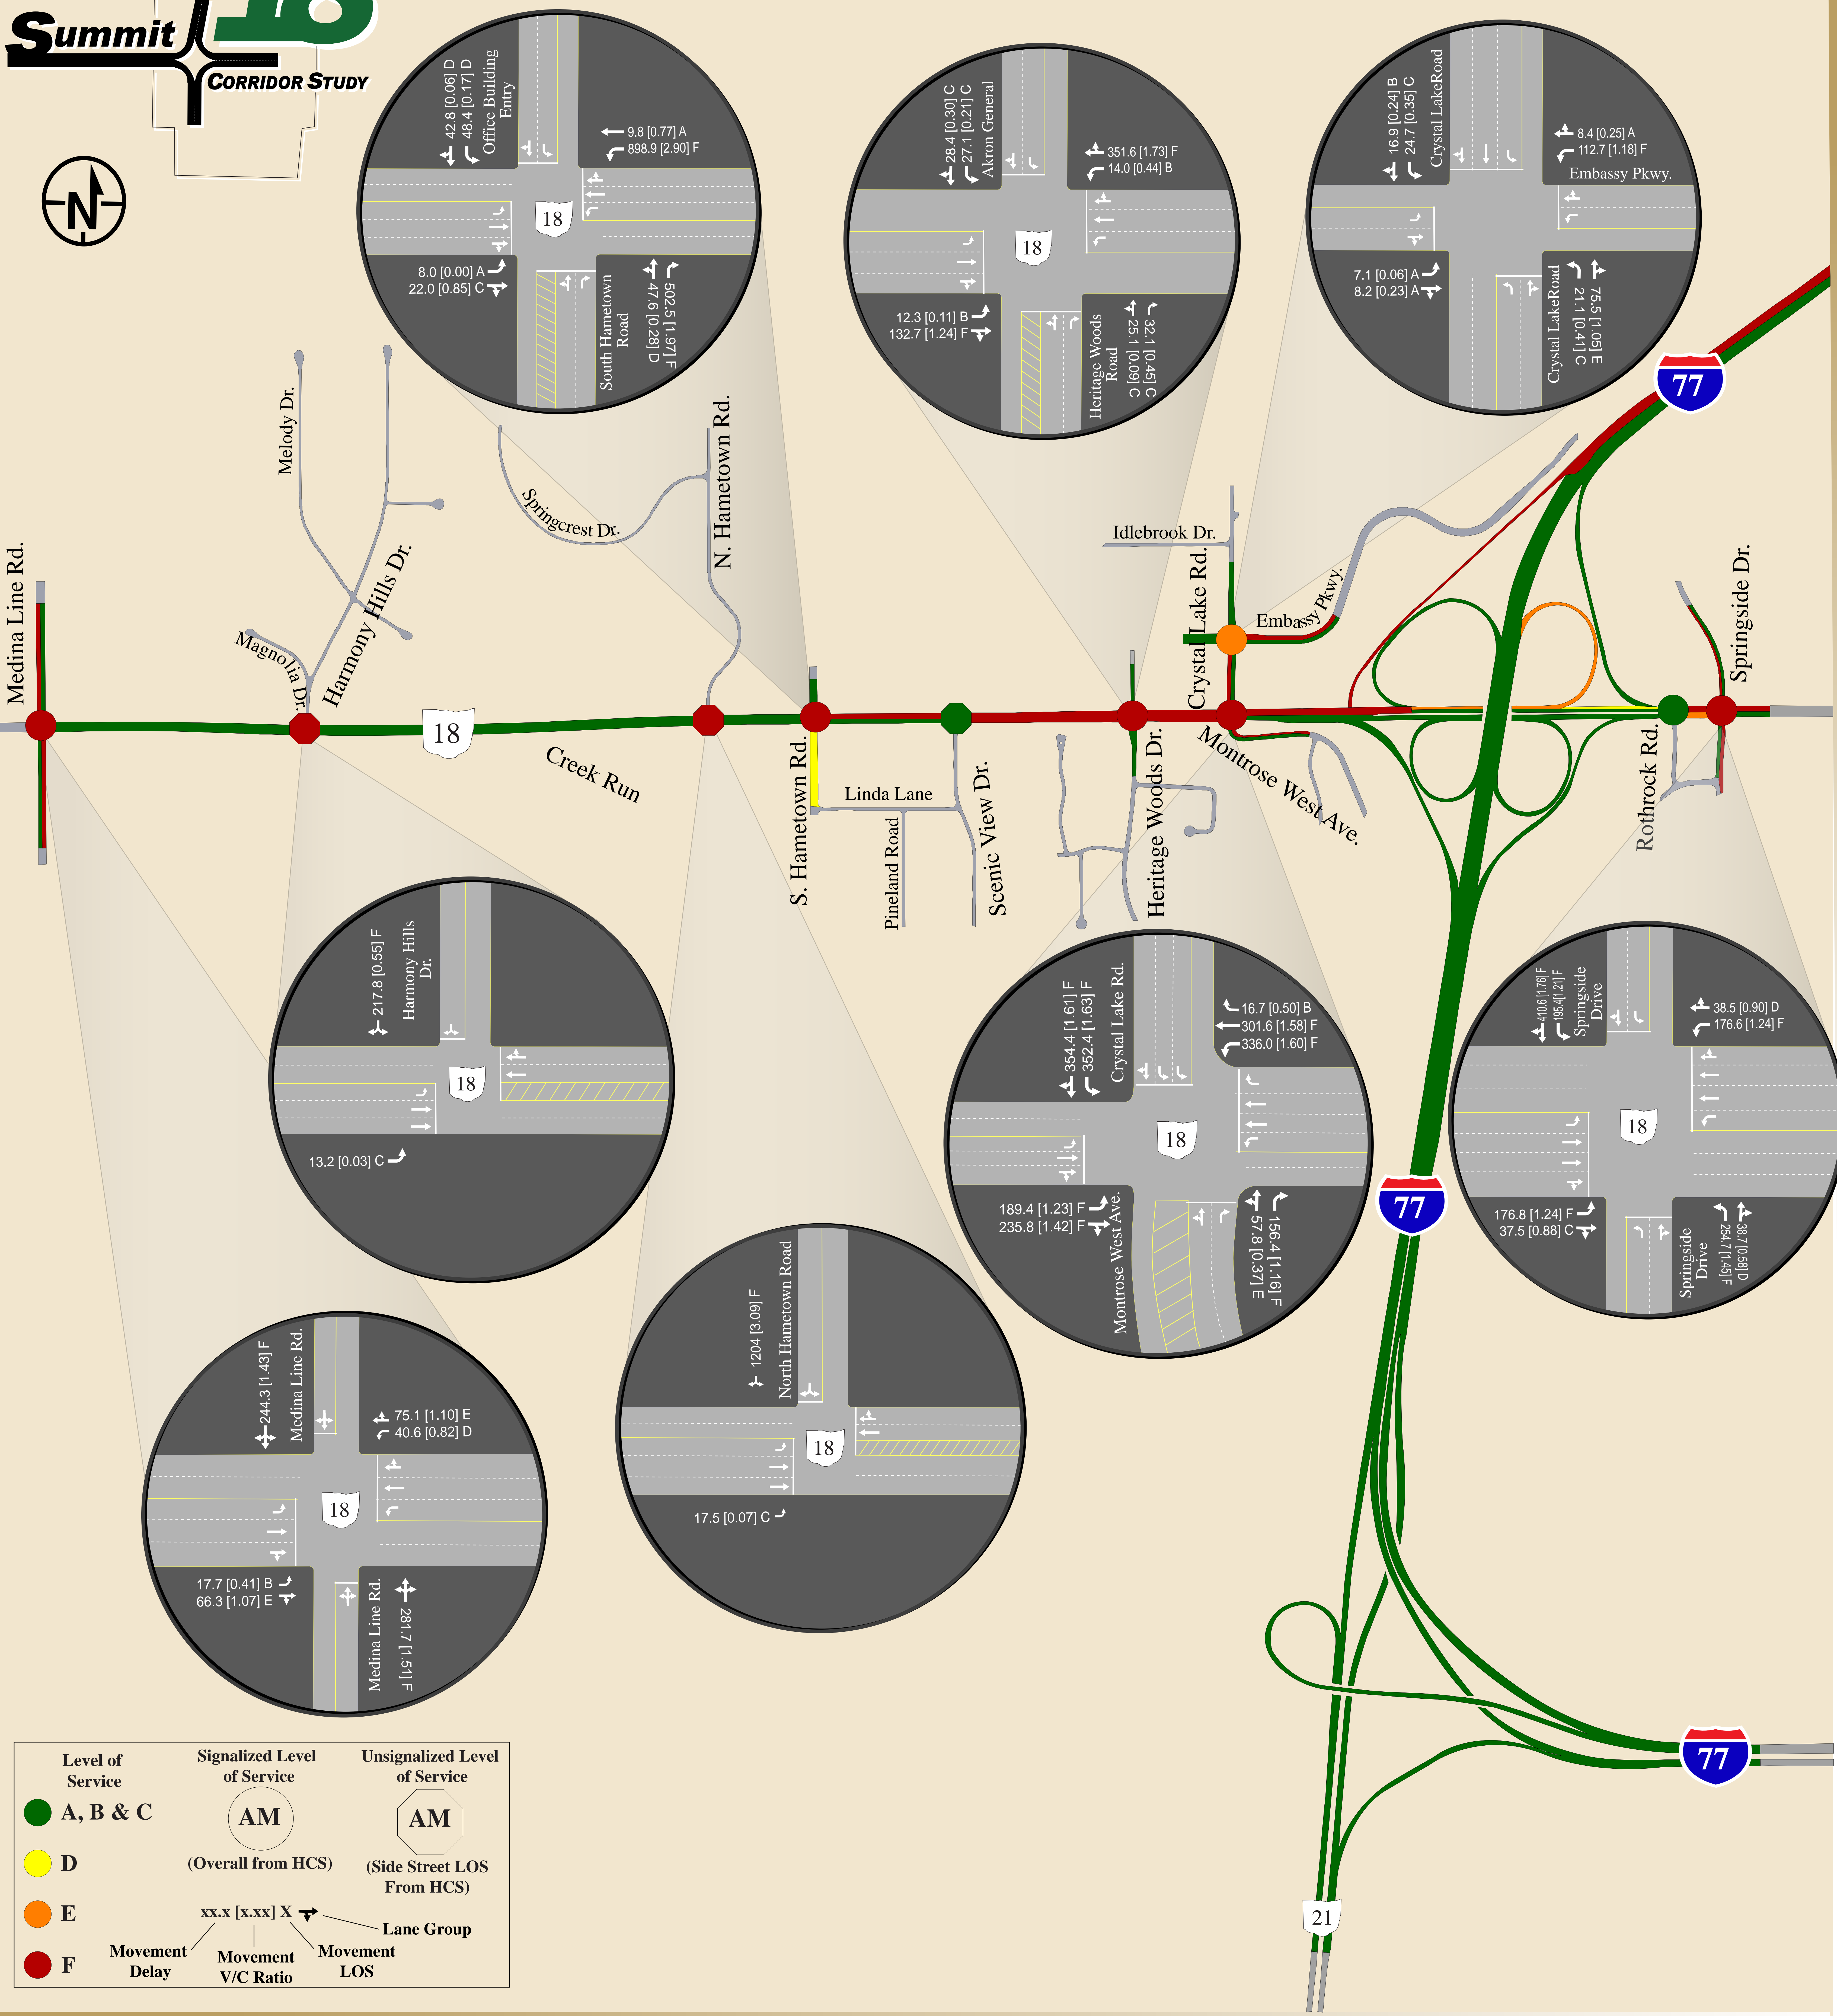 18
Summit
CORRIDOR STUDY
N
42.8 [0.06] D
48.4 [0.17] D
Office Building
Entry
9.8 [0.77] A
898.9 [2.90] F
18
8.0 [0.00] A
22.0 [0.85] C
South Hametown
Road
47.6 [0.28] D
502.5 [1.97] F
28.4 [0.30] C
27.1 [0.21] C
Akron General
351.6 [1.73] F
14.0 [0.44] B
18
12.3 [0.11] B
132.7 [1.24] F
Heritage Woods
Road
25.1 [0.09] C
32.1 [0.45] C
16.9 [0.24] B
24.7 [0.35] C
Crystal LakeRoad
8.4 [0.25] A
112.7 [1.18] F
Embassy Pkwy.
7.1 [0.06] A
8.2 [0.23] A
Crystal LakeRoad
21.1 [0.41] C
75.5 [1.05] E
77
Medina Line Rd.
Melody Dr.
Magnolia Dr.
Harmony Hills Dr.
Springcrest Dr.
N. Hametown Rd.
Idlebrook Dr.
Crystal Lake Rd.
Embassy Pkwy.
Springside Dr.
18
Creek Run
S. Hametown Rd.
Linda Lane
Pineland Road
Scenic View Dr.
Heritage Woods Dr.
Montrose West Ave.
Rothrock Rd.
217.8 [0.55] F
Harmony Hills
Dr.
18
13.2 [0.03] C
354.4 [1.61] F
352.4 [1.63] F
Crystal Lake Rd.
16.7 [0.50] B
301.6 [1.58] F
336.0 [1.60] F
18
189.4 [1.23] F
235.8 [1.42] F
Montrose West Ave.
57.8 [0.37] E
156.4 [1.16] F
77
410.6 [1.76] F
195.4[1.21] F
Springside
Drive
38.5 [0.90] D
176.6 [1.24] F
18
176.8 [1.24] F
37.5 [0.88] C
Springside
Drive
254.7 [1.45] F
38.7 [0.58] D
244.3 [1.43] F
Medina Line Rd.
75.1 [1.10] E
40.6 [0.82] D
18
17.7 [0.41] B
66.3 [1.07] E
Medina Line Rd.
281.7 [1.51] F
1204 [3.09] F
North Hametown Road
18
17.5 [0.07] C
77
21
Level of
Service
A, B & C
D
E
F
Signalized Level
of Service
AM
(Overall from HCS)
Unsignalized Level
of Service
AM
(Side Street LOS
From HCS)
xx.x [x.xx] X
Lane Group
Movement
Delay
Movement
V/C Ratio
Movement
LOS